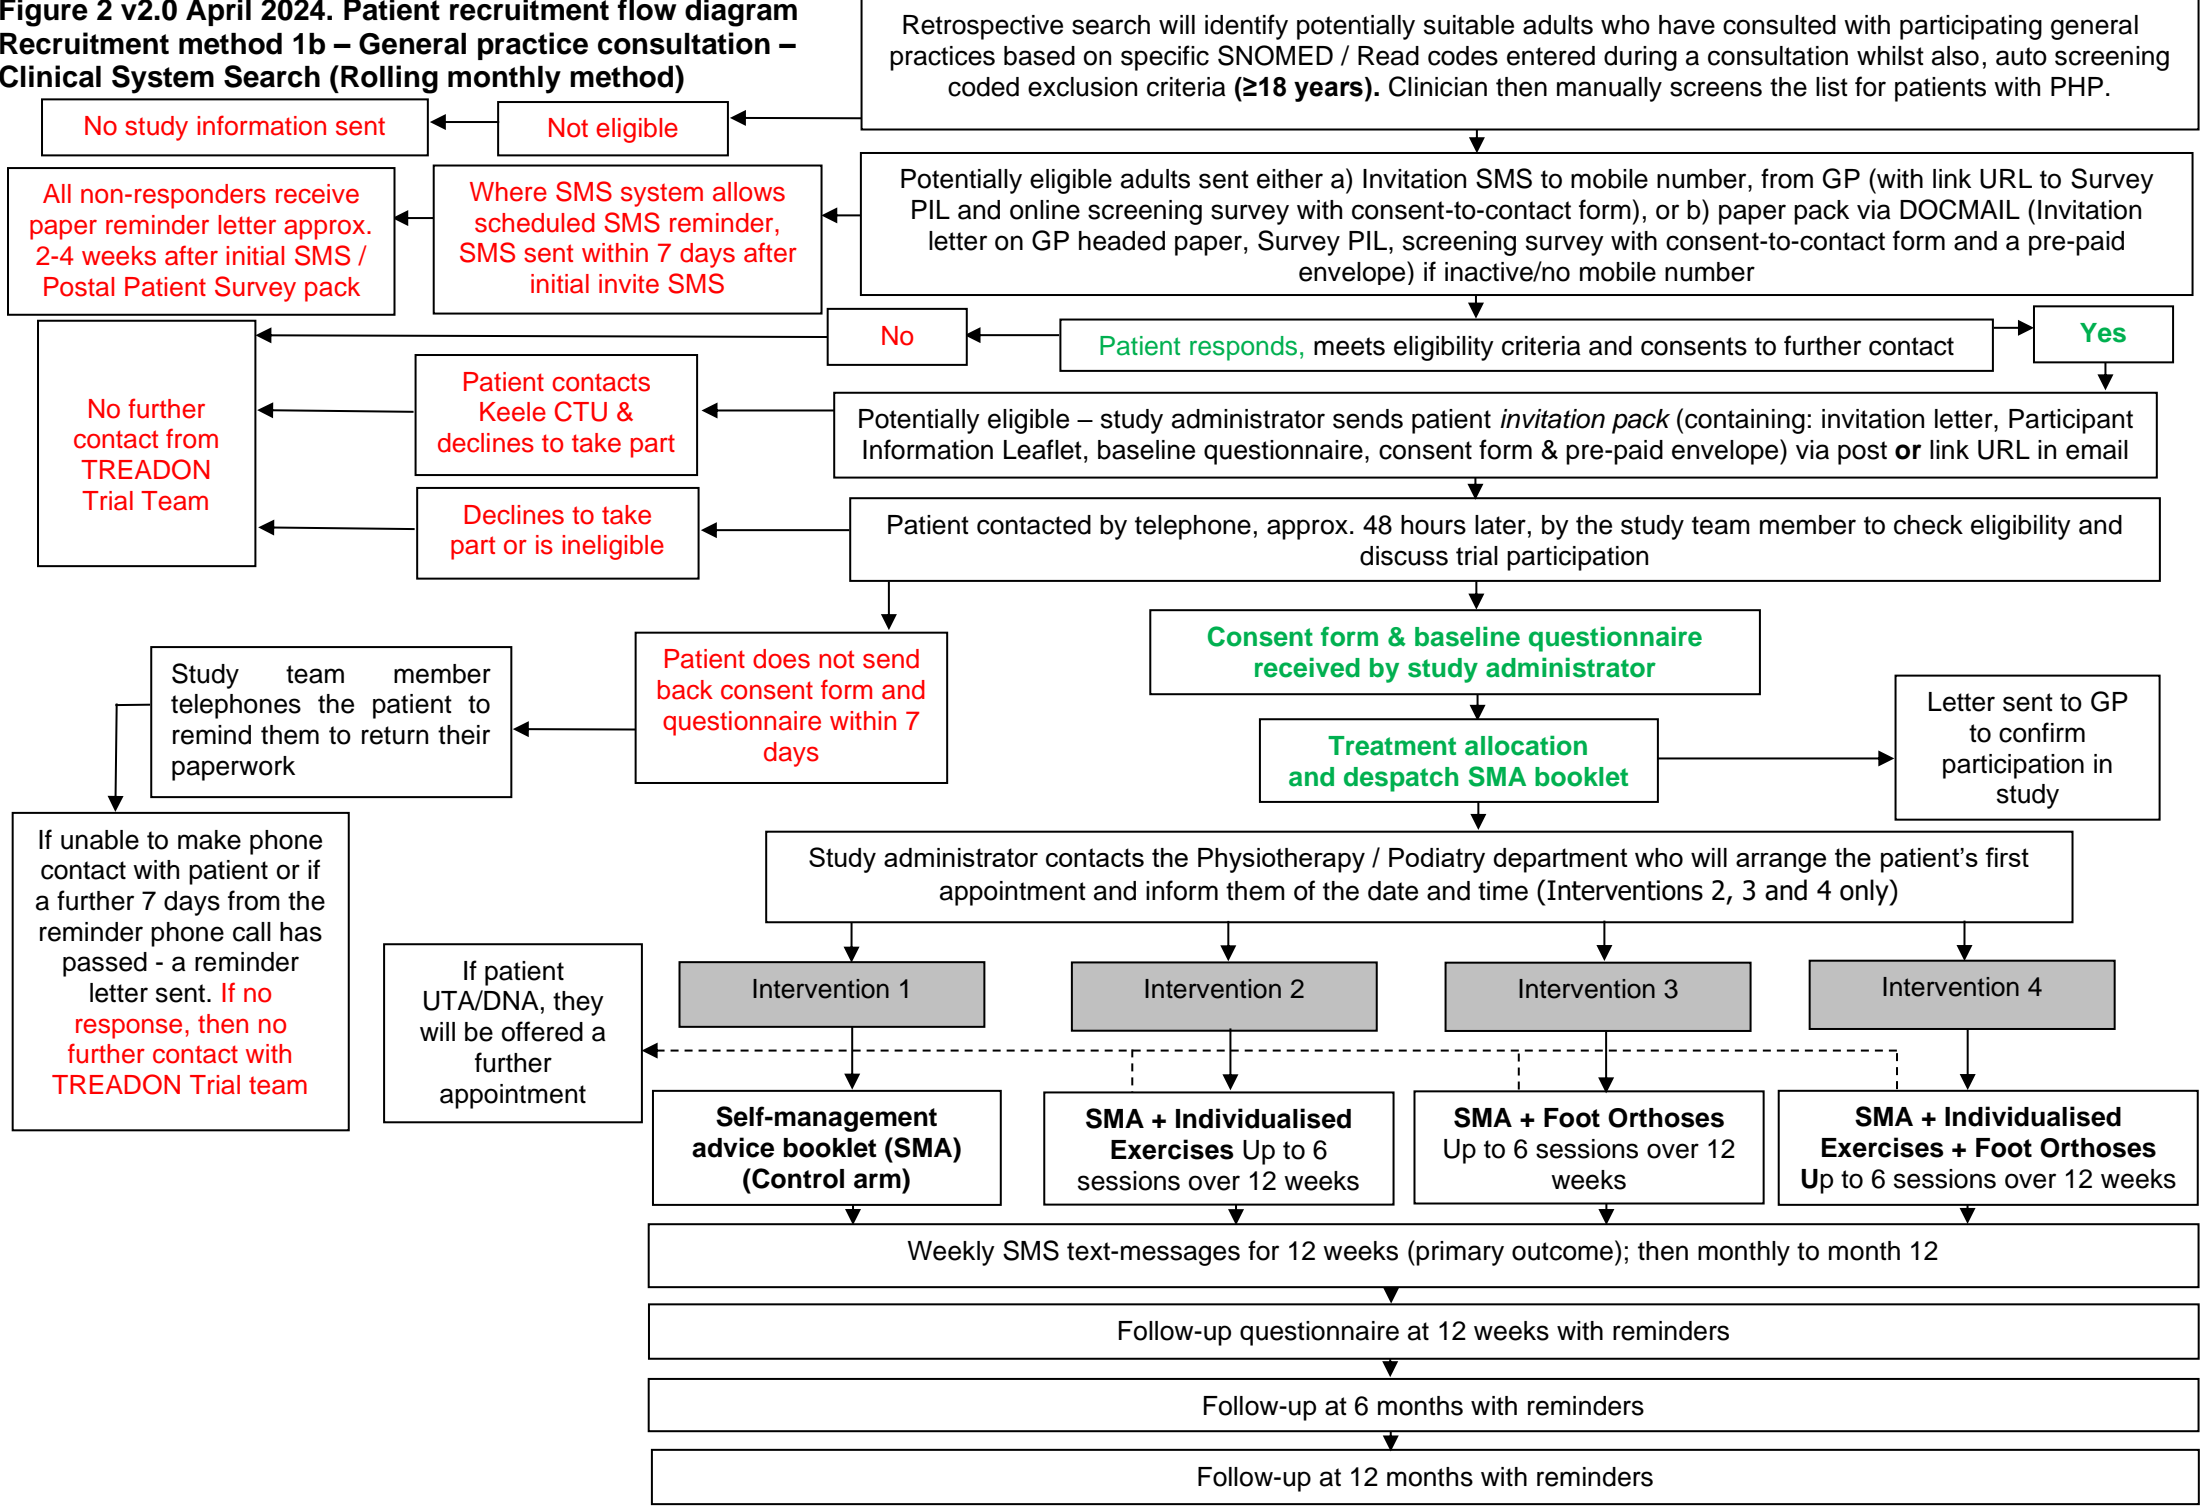 Figure 2 v2.0 April 2024. Patient recruitment flow diagram
Recruitment method 1b – General practice consultation –
Clinical System Search (Rolling monthly method)
Retrospective search will identify potentially suitable adults who have consulted with participating general
practices based on specific SNOMED / Read codes entered during a consultation whilst also, auto screening
coded exclusion criteria (≥18 years). Clinician then manually screens the list for patients with PHP.
Not eligible
No study information sent
Potentially eligible adults sent either a) Invitation SMS to mobile number, from GP (with link URL to Survey
PIL and online screening survey with consent-to-contact form), or b) paper pack via DOCMAIL (Invitation
letter on GP headed paper, Survey PIL, screening survey with consent-to-contact form and a pre-paid
envelope) if inactive/no mobile number
Where SMS system allows
scheduled SMS reminder,
SMS sent within 7 days after
initial invite SMS
All non-responders receive
paper reminder letter approx.
2-4 weeks after initial SMS /
Postal Patient Survey pack
Patient responds, meets eligibility criteria and consents to further contact
Yes
No
Potentially eligible – study administrator sends patient invitation pack (containing: invitation letter, Participant
Information Leaflet, baseline questionnaire, consent form & pre-paid envelope) via post or link URL in email
Patient contacts
Keele CTU &
declines to take part
No further
contact from
TREADON
Trial Team
Patient contacted by telephone, approx. 48 hours later, by the study team member to check eligibility and
discuss trial participation
Declines to take
part or is ineligible
Consent form & baseline questionnaire
received by study administrator
Patient does not send
back consent form and
questionnaire within 7
days
Study team member
telephones the patient to
remind them to return their
paperwork
If unable to make phone
contact with patient or if
a further 7 days from the
reminder phone call has
passed - a reminder
letter sent. If no
response, then no
further contact with
TREADON Trial team
Treatment allocation
and despatch SMA booklet
Letter sent to GP
to confirm
participation in
study
Study administrator contacts the Physiotherapy / Podiatry department who will arrange the patient’s first
appointment and inform them of the date and time (Interventions 2, 3 and 4 only)
If patient
UTA/DNA, they
will be offered a
further
appointment
Intervention 1
Intervention 2
Intervention 3
Intervention 4
Self-management
advice booklet (SMA)
(Control arm)
SMA + Individualised
Exercises Up to 6
sessions over 12 weeks
SMA + Foot Orthoses
Up to 6 sessions over 12
weeks
SMA + Individualised
Exercises + Foot Orthoses
Up to 6 sessions over 12 weeks
Weekly SMS text-messages for 12 weeks (primary outcome); then monthly to month 12
Follow-up questionnaire at 12 weeks with reminders
Follow-up at 6 months with reminders
Follow-up at 12 months with reminders